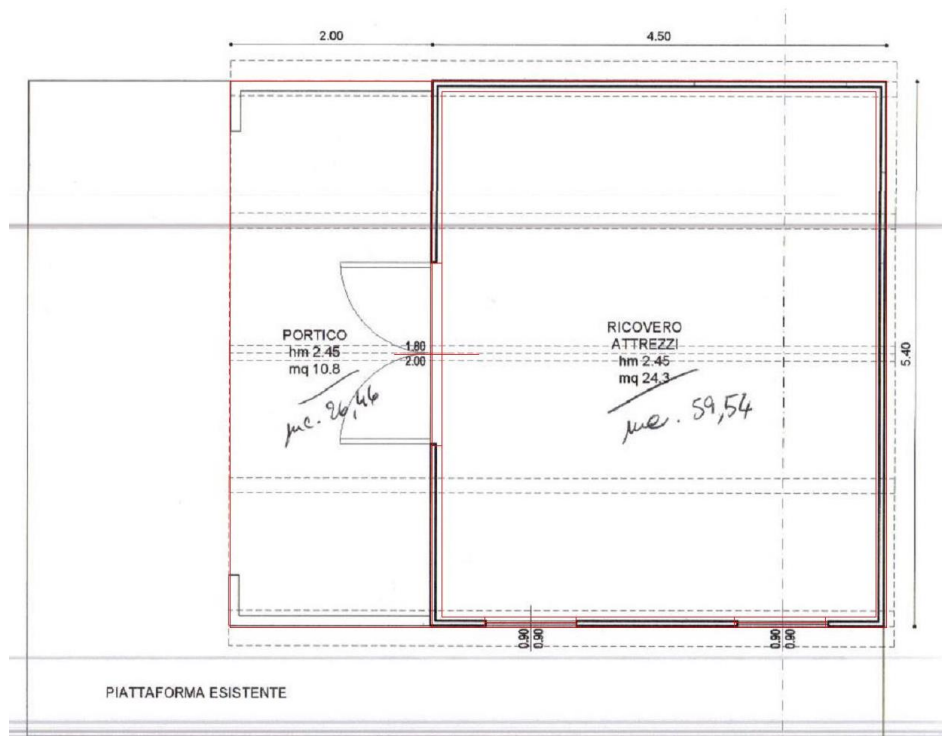 2.00
4.50
5.40
PORTICO
hm 2.45
mq 10.8
mc. 26,46
1.80
2.00
RICOVERO
ATTREZZI
hm 2.45
mq 24.3
mc. 59,54
0.90
0.90
0.90
0.90
PIATTAFORMA ESISTENTE